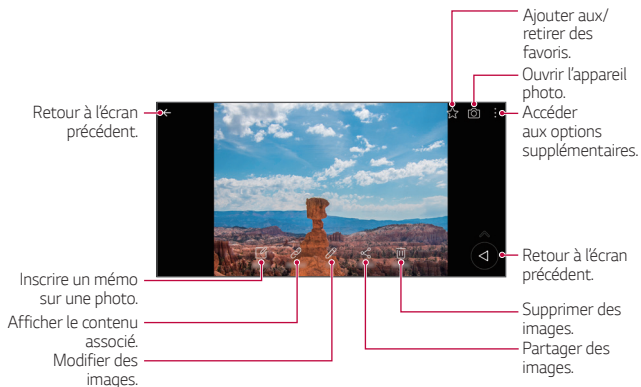 Ajouter aux/
retirer des
favoris.
Ouvrir l'appareil
photo.
Accéder
aux options
supplémentaires.
Retour à l'écran
précédent.
Retour à l'écran
précédent.
Inscrire un mémo
sur une photo.
Afficher le contenu
associé.
Modifier des
images.
Supprimer des
images.
Partager des
images.